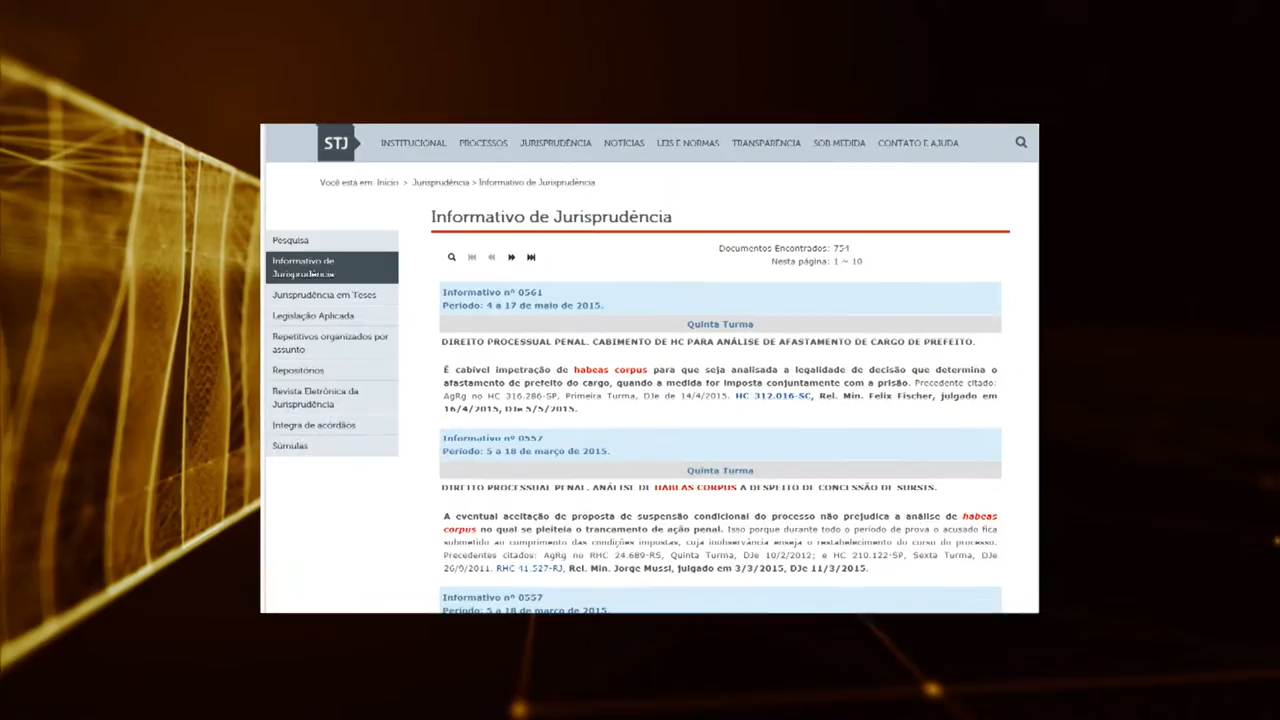 STJ INSTITUCIONAL PROCESSOS JURISPRUDÊNCIA NOTÍCIAS LEIS E NORMAS TRANSPARÊNCIA SOB MEDIDA CONTATO E AJUDA
Você está em: Início > Jurisprudência > Informativo de Jurisprudência
Informativo de Jurisprudência
Pesquisa
Informativo de
Jurisprudência
Jurisprudência em Teses
Legislação Aplicada
Repetitivos organizados por
assunto
Repositórios
Revista Eletrônica da
Jurisprudência
Íntegra de acórdãos
Súmulas
Documentos Encontrados: 754
Nesta página: 1 ~ 10
Informativo nº 0561
Período: 4 a 17 de maio de 2015.
Quinta Turma
DIREITO PROCESSUAL PENAL. CABIMENTO DE HC PARA ANÁLISE DE AFASTAMENTO DE CARGO DE PREFEITO.
É cabível impetração de habeas corpus para que seja analisada a legalidade de decisão que determina o
afastamento de prefeito do cargo, quando a medida for imposta conjuntamente com a prisão. Precedente citado:
AgRg no HC 316.286-SP, Primeira Turma, DJe de 14/4/2015. HC 312.016-SC, Rel. Min. Felix Fischer, julgado em
16/4/2015, DJe 5/5/2015.
Informativo nº 0557
Período: 5 a 18 de março de 2015.
Quinta Turma
DIREITO PROCESSUAL PENAL. ANÁLISE DE HABEAS CORPUS A DESPEITO DE CONCESSÃO DE SURSIS.
A eventual aceitação de proposta de suspensão condicional do processo não prejudica a análise de habeas
corpus no qual se pleiteia o trancamento de ação penal. Isso porque durante todo o período de prova o acusado fica
submetido ao cumprimento das condições impostas, cuja inobservância enseja o restabelecimento do curso do processo.
Precedentes citados: AgRg no RHC 24.689-RS, Quinta Turma, DJe 10/2/2012; e HC 210.122-SP, Sexta Turma, DJe
26/9/2011. RHC 41.527-RJ, Rel. Min. Jorge Mussi, julgado em 3/3/2015, DJe 11/3/2015.
Informativo nº 0557
Período: 5 a 18 de março de 2015.